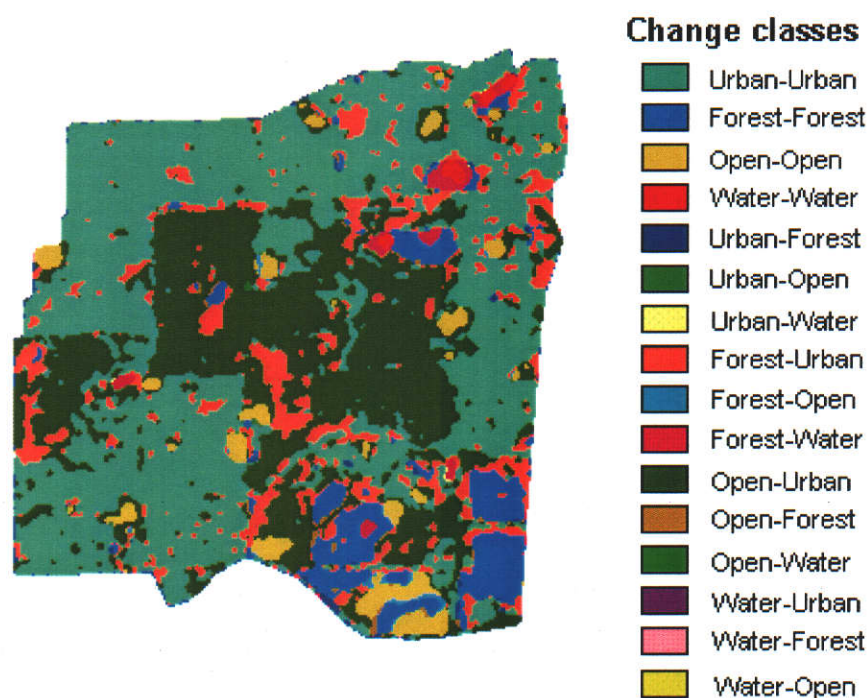 Change classes
Urban-Urban
Forest-Forest
Open-Open
Water-Water
Urban-Forest
Urban-Open
Urban-Water
Forest-Urban
Forest-Open
Forest-Water
Open-Urban
Open-Forest
Open-Water
Water-Urban
Water-Forest
Water-Open